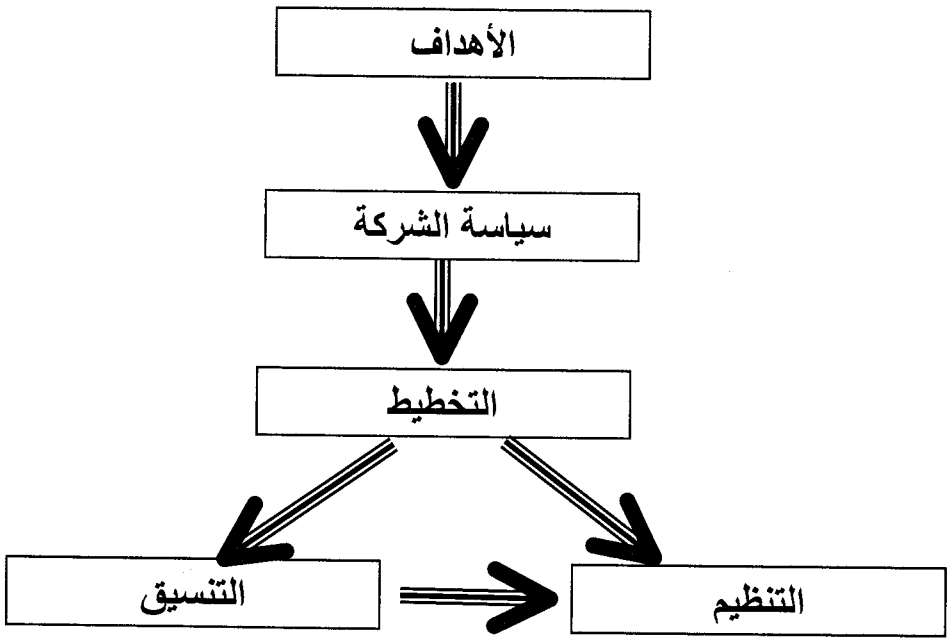 الأهداف
سياسة الشركة
التخطيط
التنظيم
التنسيق